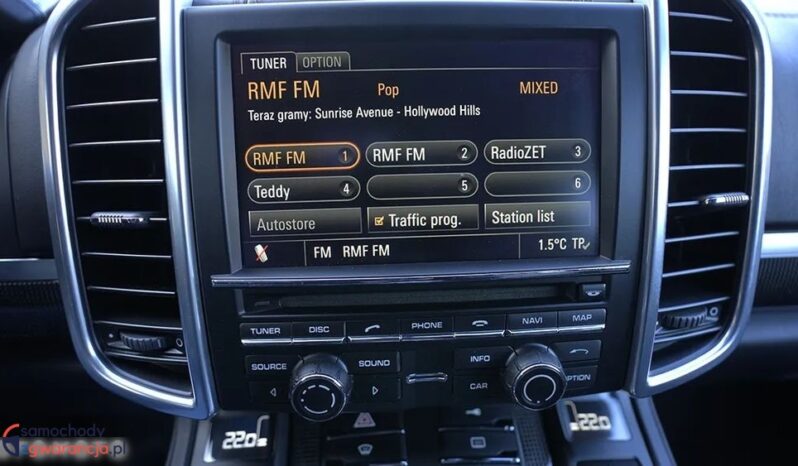 TUNER OPTION
RMF FM Pop MIXED
Teraz gramy: Sunrise Avenue - Hollywood Hills
RMF FM 1 RMF FM 2 RadioZET 3
Teddy 4 5 6
Autostore Traffic prog. Station list
FM RMF FM 1.5°C TP
TUNER DISC PHONE NAVI MAP
SOURCE SOUND INFO
CAR OPTION
22.0 22.0
samochody
zgwarancja.pl